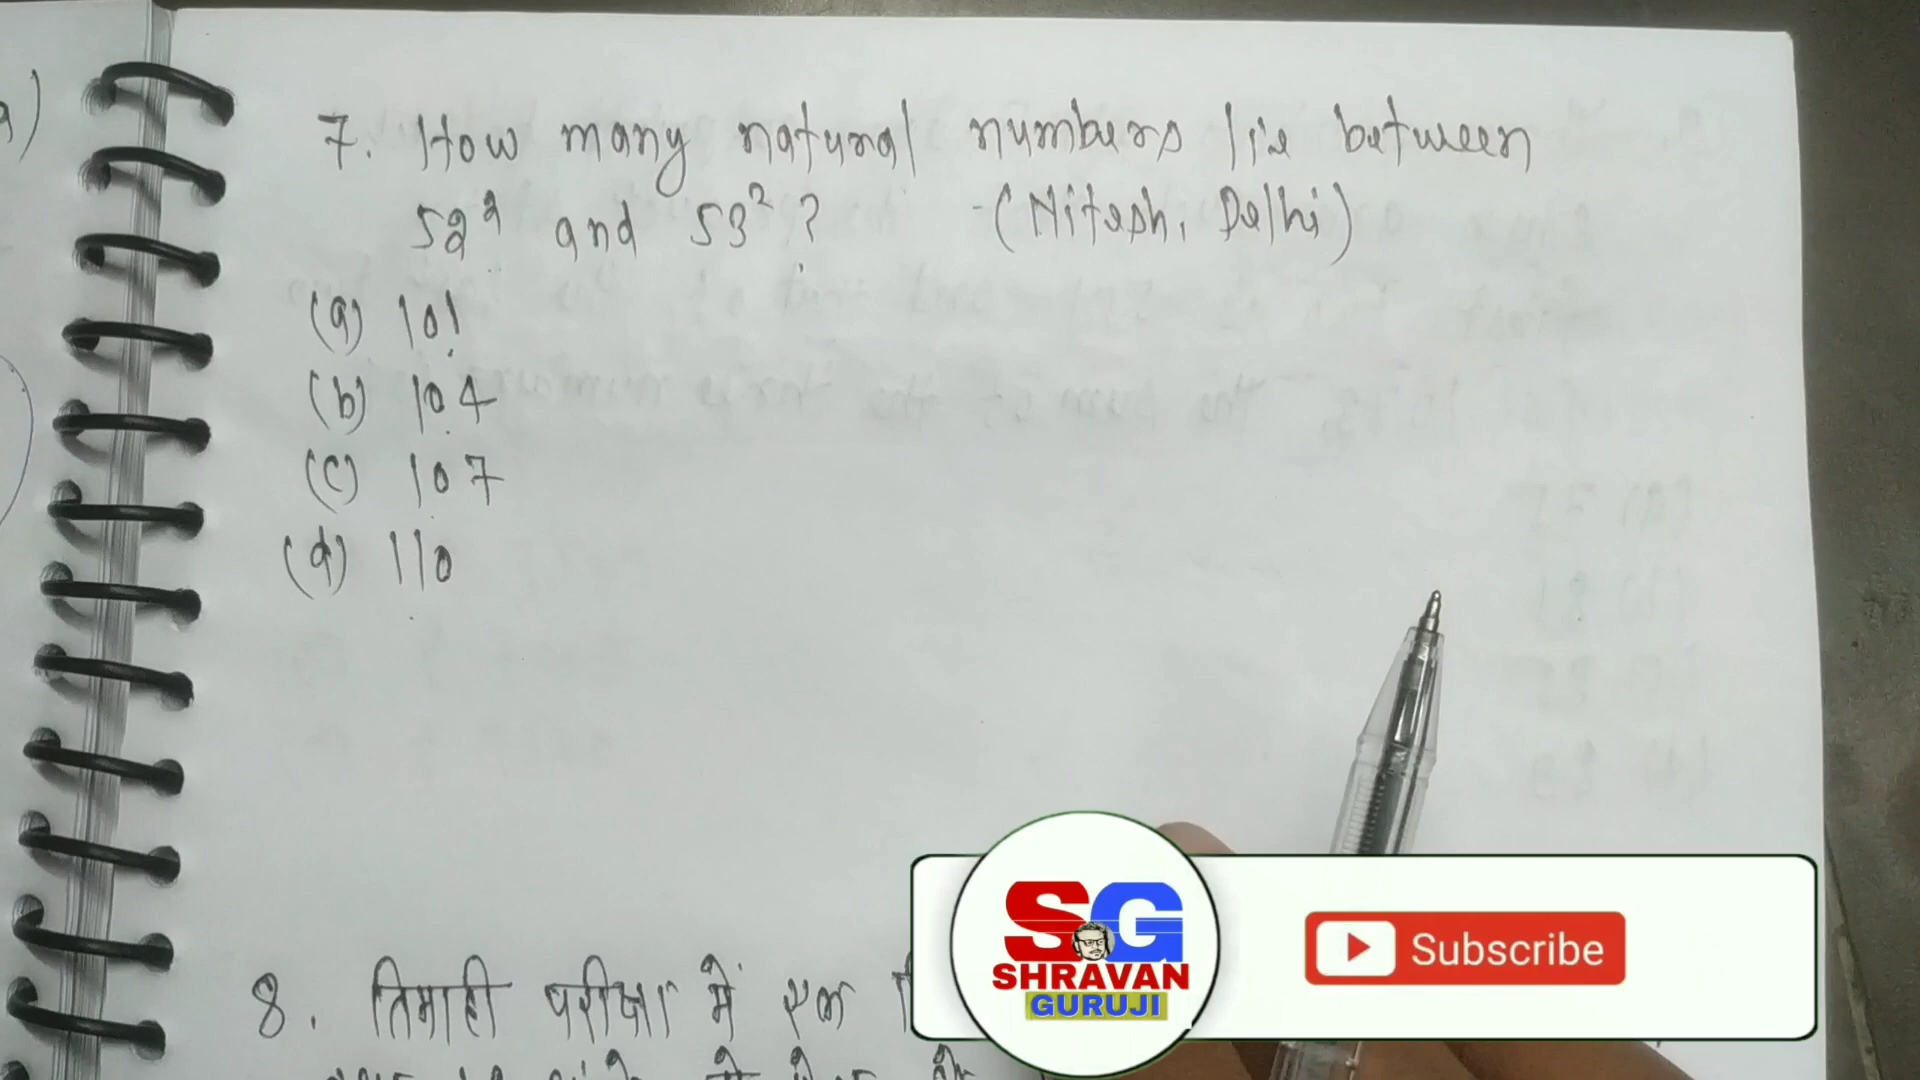 7. How many natural numbers lie between
52² and 53²? -(Nitesh, Delhi)
(a) 101
(b) 104
(c) 107
(d) 110
8. तिमाही परीक्षा में एक
SG
SHRAVAN
GURUJI
Subscribe